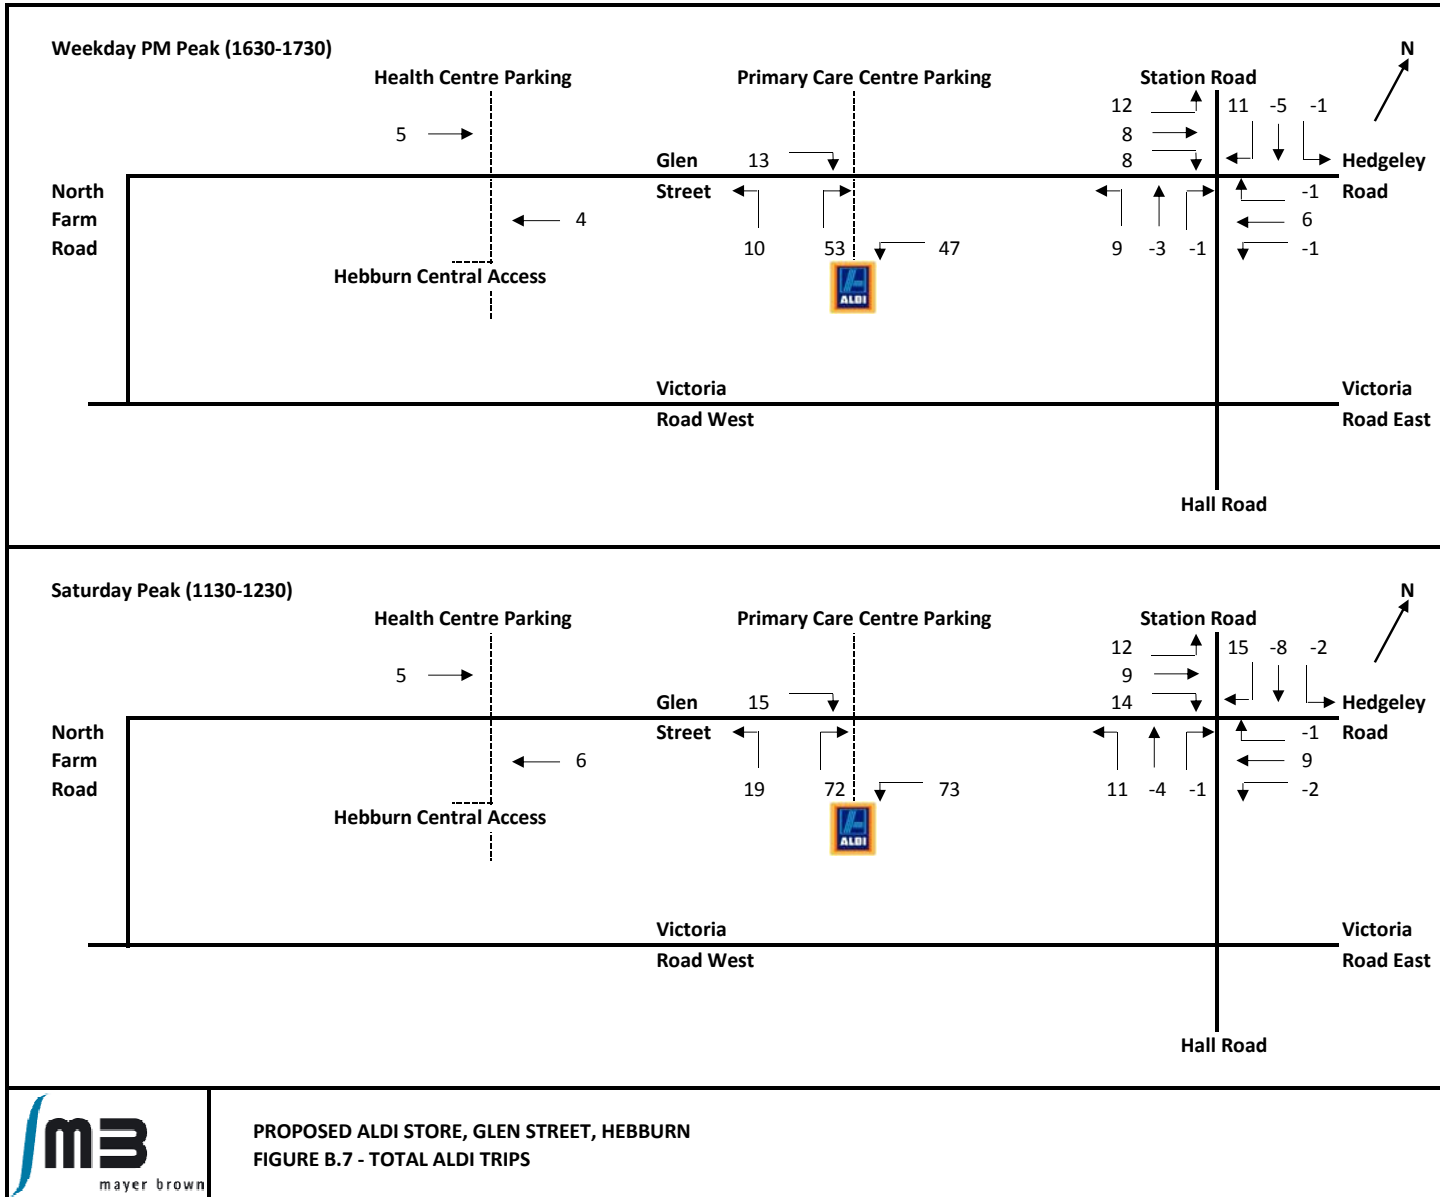 Weekday PM Peak (1630-1730)
N
Health Centre Parking
Primary Care Centre Parking
Station Road
12
11 -5 -1
5
8
Glen
13
8
Hedgeley
North
Street
-1
Road
Farm
4
6
Road
10
53
47
9 -3 -1
-1
Hebburn Central Access
ALDI
Victoria
Victoria
Road West
Road East
Hall Road
Saturday Peak (1130-1230)
N
Health Centre Parking
Primary Care Centre Parking
Station Road
12
15 -8 -2
5
9
Glen
15
14
Hedgeley
North
Street
-1
Road
Farm
6
9
Road
19
72
73
11 -4 -1
-2
Hebburn Central Access
ALDI
Victoria
Victoria
Road West
Road East
Hall Road
mB
mayer brown
PROPOSED ALDI STORE, GLEN STREET, HEBBURN
FIGURE B.7 - TOTAL ALDI TRIPS